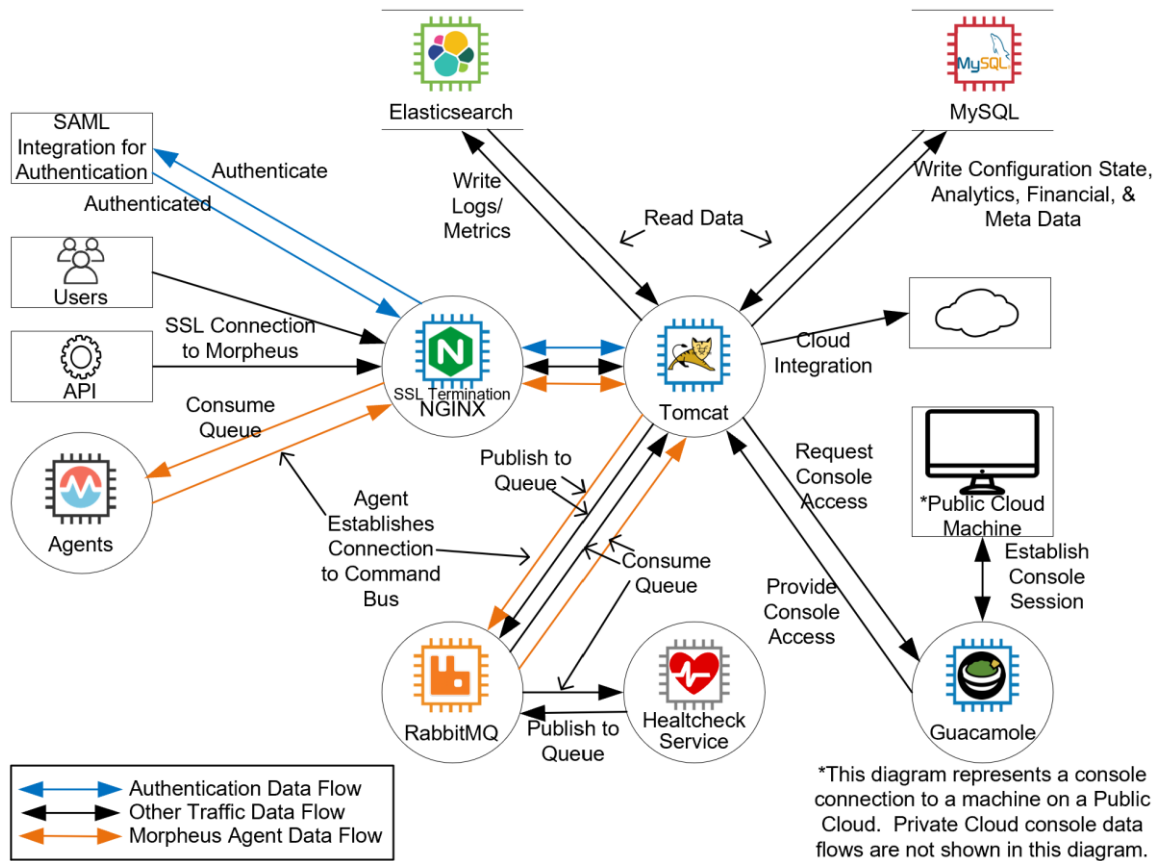 MySQL
Elasticsearch
MySQL
SAML
Integration for
Authentication
Authenticate
Authenticated
Write
Logs/
Metrics
Read Data
Write Configuration State,
Analytics, Financial, &
Meta Data
Users
API
SSL Connection
to Morpheus
N
SSL Termination
NGINX
Tomcat
Cloud
Integration
Consume
Queue
Agents
Publish to
Queue
Agent
Establishes
Connection
to Command
Bus
Consume
Queue
Request
Console
Access
Provide
Console
Access
*Public Cloud
Machine
Establish
Console
Session
RabbitMQ
Publish to
Queue
Healtcheck
Service
Guacamole
Authentication Data Flow
Other Traffic Data Flow
Morpheus Agent Data Flow
*This diagram represents a console
connection to a machine on a Public
Cloud. Private Cloud console data
flows are not shown in this diagram.